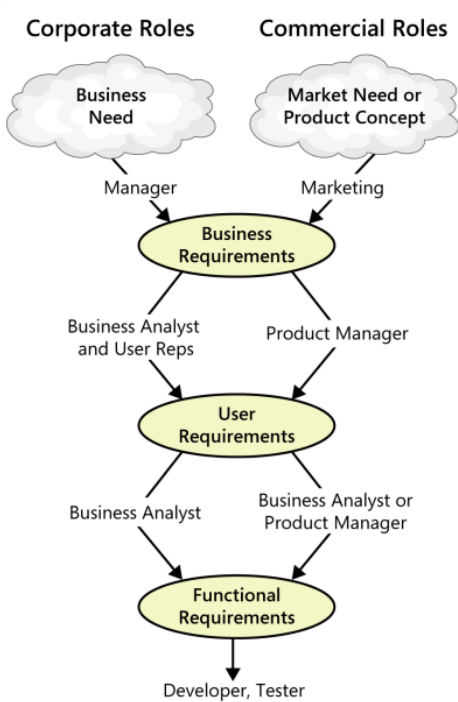 Corporate Roles
Commercial Roles
Business
Need
Market Need or
Product Concept
Manager
Marketing
Business
Requirements
Business Analyst
and User Reps
Product Manager
User
Requirements
Business Analyst
Business Analyst or
Product Manager
Functional
Requirements
Developer, Tester